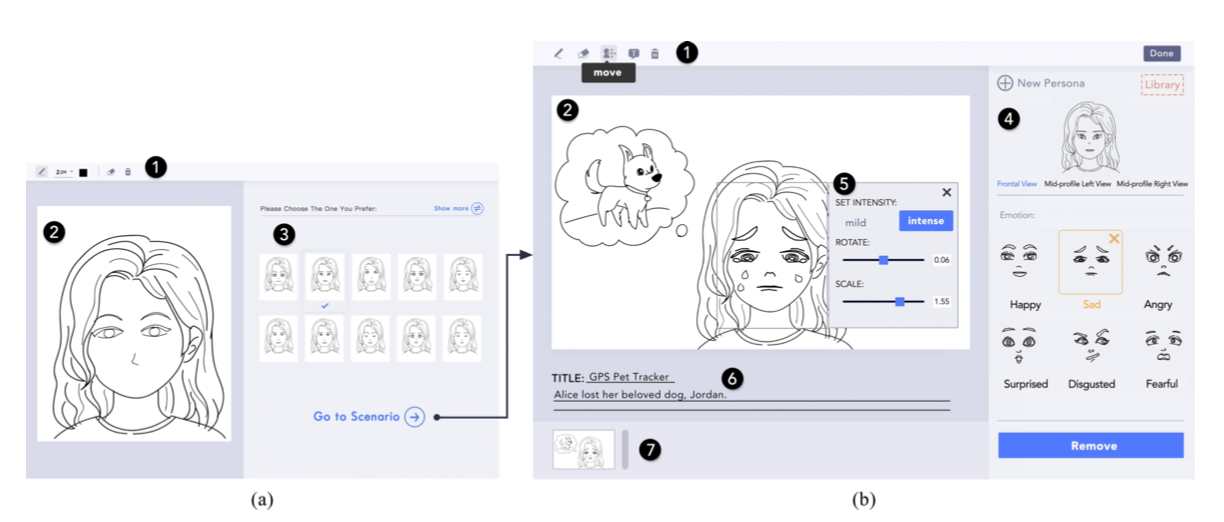 1
Done
move
New Persona
Library
2
4
1
2 px
Frontal View Mid-profile Left View Mid-profile Right View
5
SET INTENSITY:
mild intense
ROTATE:
0.06
SCALE:
1.55
Emotion:
Happy Sad Angry
Surprised Disgusted Fearful
Please Choose The One You Prefer: Show more
2
3
Go to Scenario
TITLE: GPS Pet Tracker
6
Alice lost her beloved dog, Jordan.
7
Remove
(a)
(b)